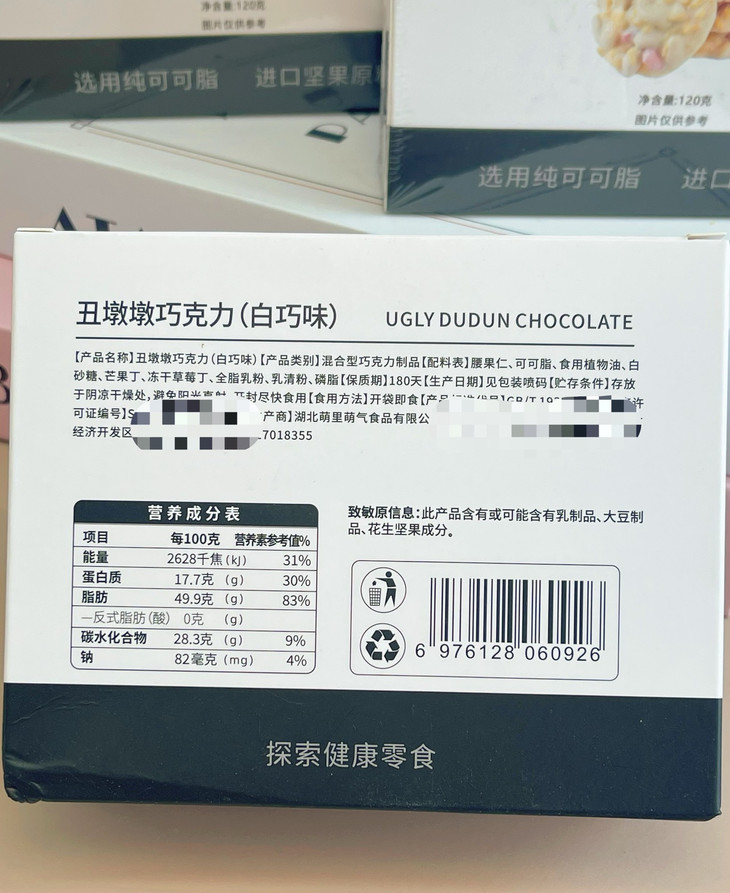 净含量:120克
图片仅供参考
选用纯可可脂 进口坚果原
净含量:120克
图片仅供参考
选用纯可可脂 进口
丑墩墩巧克力(白巧味) UGLY DUDUN CHOCOLATE
【产品名称】丑墩墩巧克力(白巧味)【产品类别】混合型巧克力制品【配料表】腰果仁、可可脂、食用植物油、白
砂糖、芒果丁、冻干草莓丁、全脂乳粉、乳清粉、磷脂【保质期】180天【生产日期】见包装喷码【贮存条件】存放
于阴凉干燥处,避免阳光直射,开封尽快食用【食用方法】开袋即食【产品标准代号】GB/T 许
可证编号】S 产商】湖北萌里萌气食品有限公
经济开发区 7018355
营养成分表
项目 每100克 营养素参考值%
能量 2628千焦(kJ) 31%
蛋白质 17.7克 (g) 30%
脂肪 49.9克 (g) 83%
—反式脂肪(酸) 0克 (g)
碳水化合物 28.3克 (g) 9%
钠 82毫克(mg) 4%
致敏原信息:此产品含有或可能含有乳制品、大豆制
品、花生坚果成分。
6 976128 060926
探索健康零食